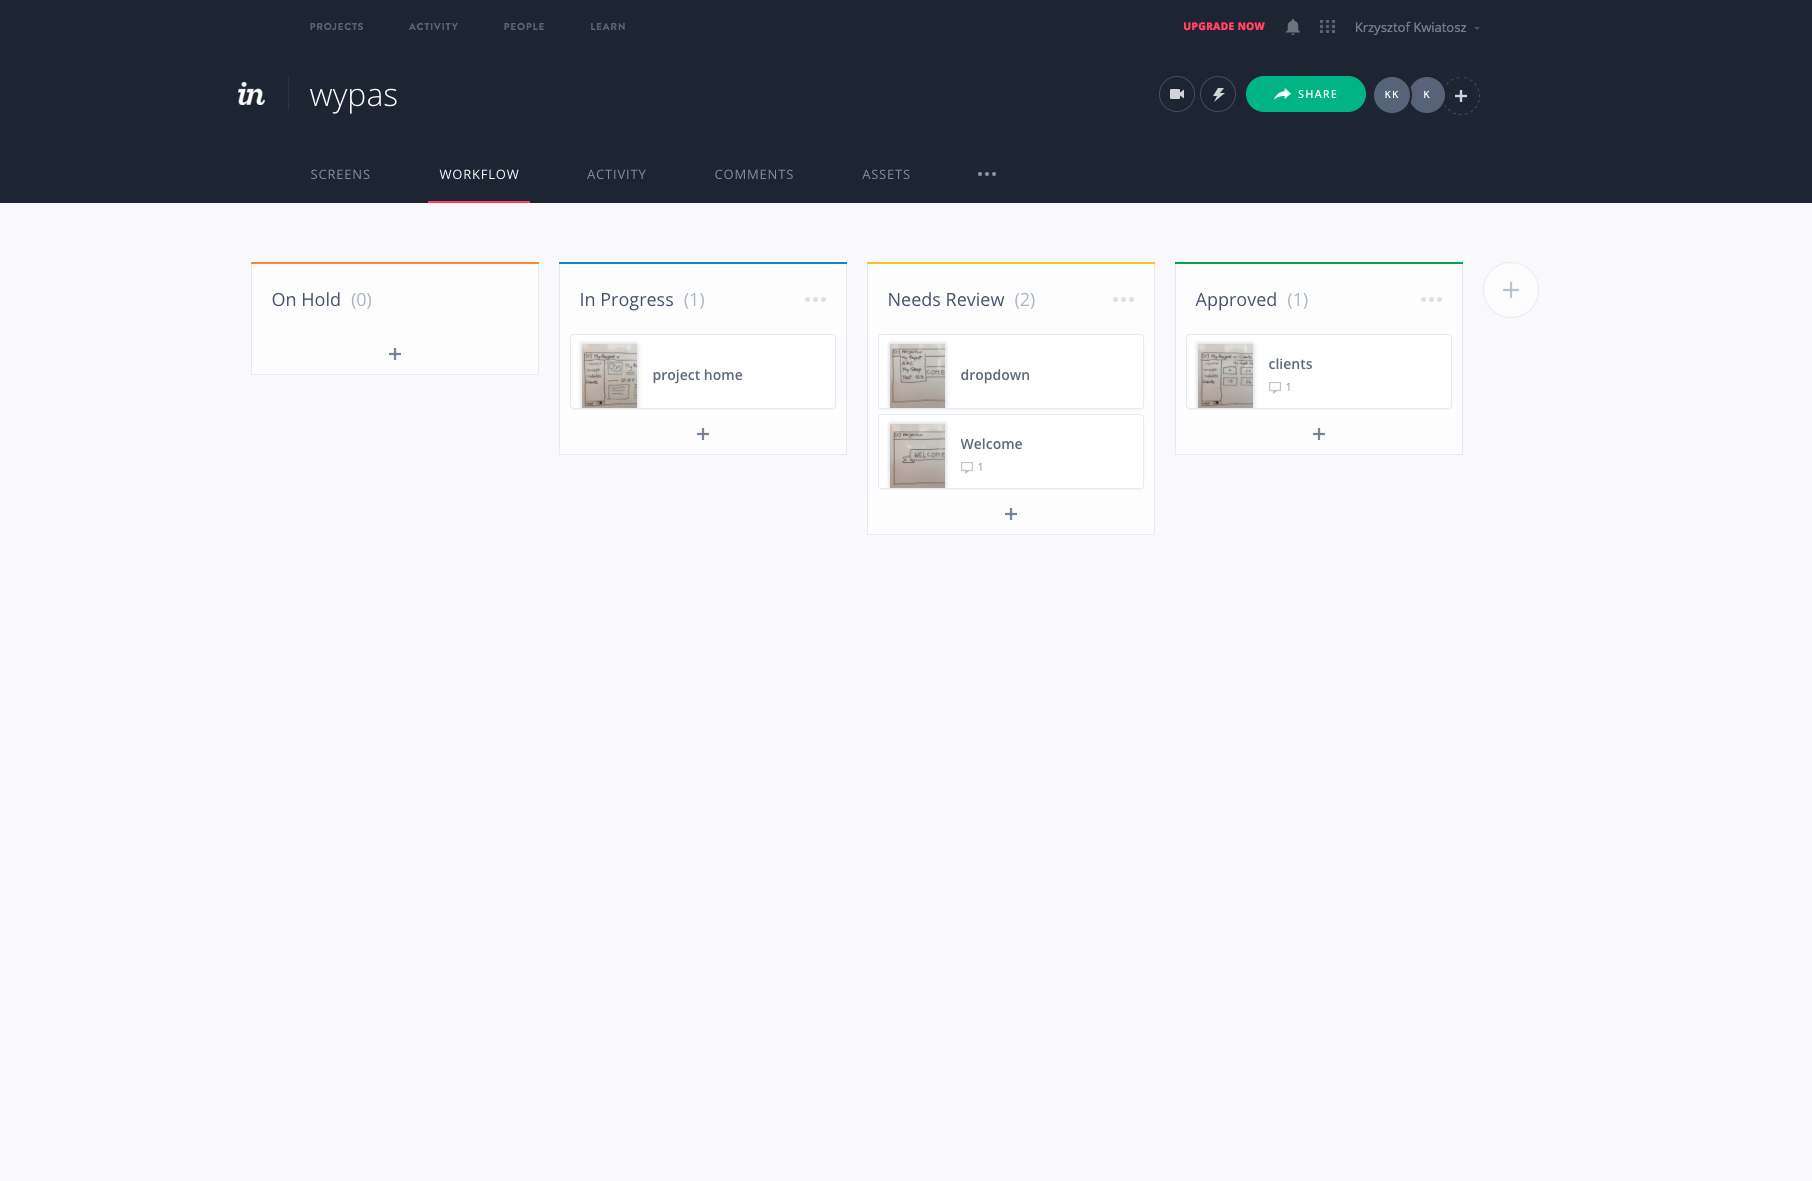 PROJECTS ACTIVITY PEOPLE LEARN
UPGRADE NOW Krzysztof Kwiatosz
in wypas
SHARE KK K
SCREENS WORKFLOW ACTIVITY COMMENTS ASSETS
On Hold (0)
In Progress (1)
project home
Needs Review (2)
dropdown
Welcome
1
Approved (1)
clients
1